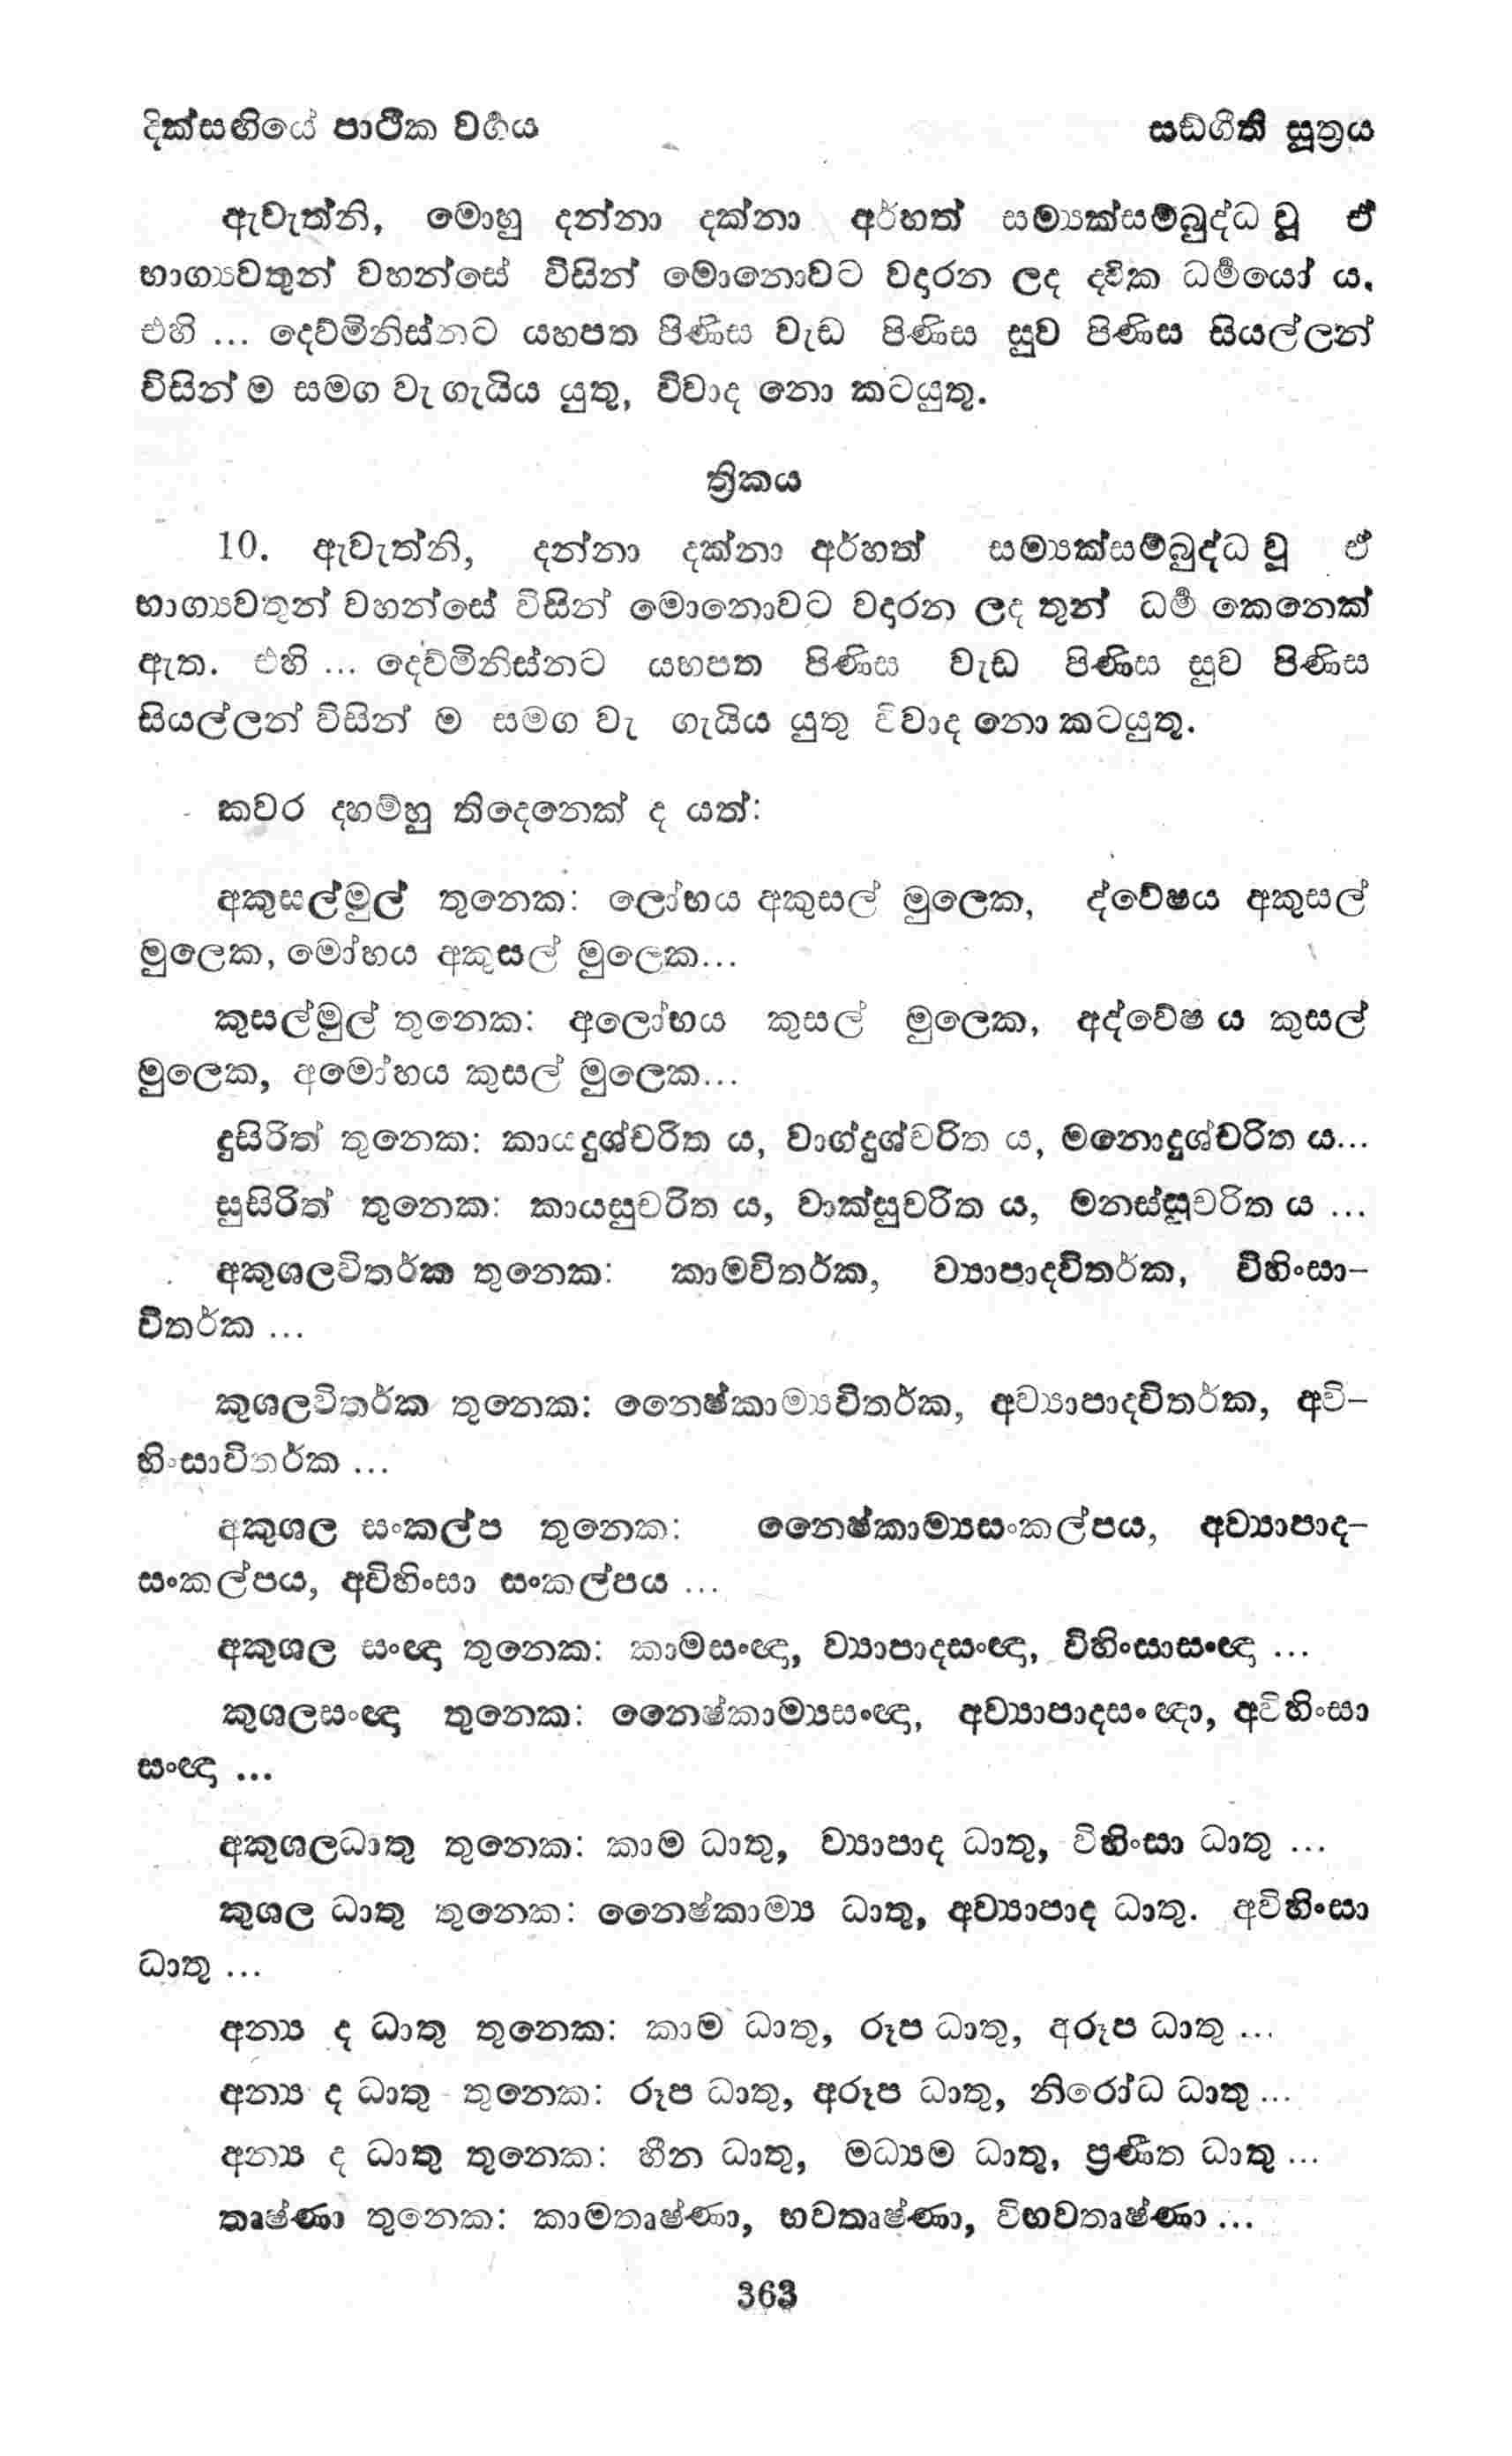 දික්සඟියේ පාථික වර්‍ගය
සඩ්ගීති සූත්‍රය
ඇවැත්නි, මොහු දන්නා දක්නා අර්හත් සම්‍යක්සම්බුද්ධ වූ ඒ
භාග්‍යවතුන් වහන්සේ විසින් මොනොවට වදාරන ලද ද්වික ධර්‍මයෝ ය.
එහි ... දෙව්මිනිස්නට යහපත පිණිස වැඩ පිණිස සුව පිණිස සියල්ලන්
විසින් ම සමග වැ ගැයිය යුතු, විවාද නො කටයුතු.
ත්‍රිකය
10. ඇවැත්නි, දන්නා දක්නා අර්හත් සම්‍යක්සම්බුද්ධ වූ ඒ
භාග්‍යවතුන් වහන්සේ විසින් මොනොවට වදාරන ලද තුන් ධර්‍ම කෙනෙක්
ඇත. එහි ... දෙව්මිනිස්නට යහපත පිණිස වැඩ පිණිස සුව පිණිස
සියල්ලන් විසින් ම සමග වැ ගැයිය යුතු විවාද නො කටයුතු.
කවර දහම්හු තිදෙනෙක් ද යත්:
අකුසල්මුල් තුනෙක: ලෝභය අකුසල් මුලෙක, ද්වේෂය අකුසල්
මුලෙක, මෝහය අකුසල් මුලෙක...
කුසල්මුල් තුනෙක: අලෝභය කුසල් මුලෙක, අද්වේෂ ය කුසල්
මුලෙක, අමෝහය කුසල් මුලෙක...
දුසිරිත් තුනෙක: කායදුශ්චරිත ය, වාග්දුශ්චරිත ය, මනොදුශ්චරිත ය...
සුසිරිත් තුනෙක: කායසුචරිත ය, වාක්සුචරිත ය, මනස්සුචරිත ය ...
අකුශලවිතර්ක තුනෙක: කාමවිතර්ක, ව්‍යාපාදවිතර්ක, විහිංසා-
විතර්ක ...
කුශලවිතර්ක තුනෙක: නෛෂ්කාම්‍යවිතර්ක, අව්‍යාපාදවිතර්ක, අවි-
හිංසාවිතර්ක ...
අකුශල සංකල්ප තුනෙක: නෛෂ්කාම්‍යසංකල්පය, අව්‍යාපාද-
සංකල්පය, අවිහිංසා සංකල්පය ...
අකුශල සංඥා තුනෙක: කාමසංඥා, ව්‍යාපාදසංඥා, විහිංසාසංඥා ...
කුශලසංඥා තුනෙක: නෛෂ්කාම්‍යසංඥා, අව්‍යාපාදසංඥා, අවිහිංසා
සංඥා ...
අකුශලධාතු තුනෙක: කාම ධාතු, ව්‍යාපාද ධාතු, විහිංසා ධාතු ...
කුශල ධාතු තුනෙක: නෛෂ්කාම්‍ය ධාතු, අව්‍යාපාද ධාතු. අවිහිංසා
ධාතු ...
අන්‍ය ද ධාතු තුනෙක: කාම ධාතු, රූප ධාතු, අරූප ධාතු ...
අන්‍ය ද ධාතු තුනෙක: රූප ධාතු, අරූප ධාතු, නිරෝධ ධාතු ...
අන්‍ය ද ධාතු තුනෙක: හීන ධාතු, මධ්‍යම ධාතු, ප්‍රණීත ධාතු ...
තෘෂ්ණා තුනෙක: කාමතෘෂ්ණා, භවතෘෂ්ණා, විභවතෘෂ්ණා ...
363